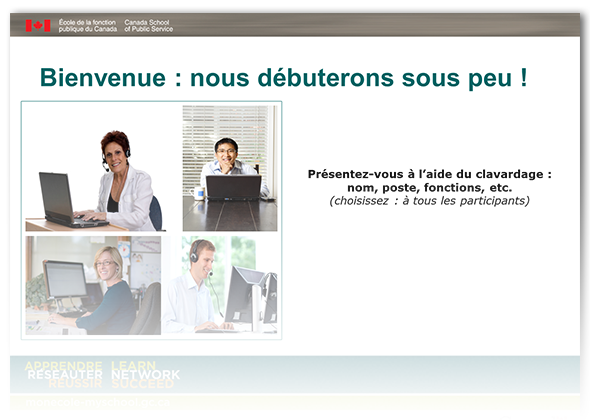 École de la fonction publique du Canada
Canada School of Public Service
Bienvenue : nous débuterons sous peu !
Présentez-vous à l'aide du clavardage :
nom, poste, fonctions, etc.
(choisissez : à tous les participants)
APPRENDRE LEARN
RÉSEAUTER NETWORK
RÉUSSIR SUCCEED